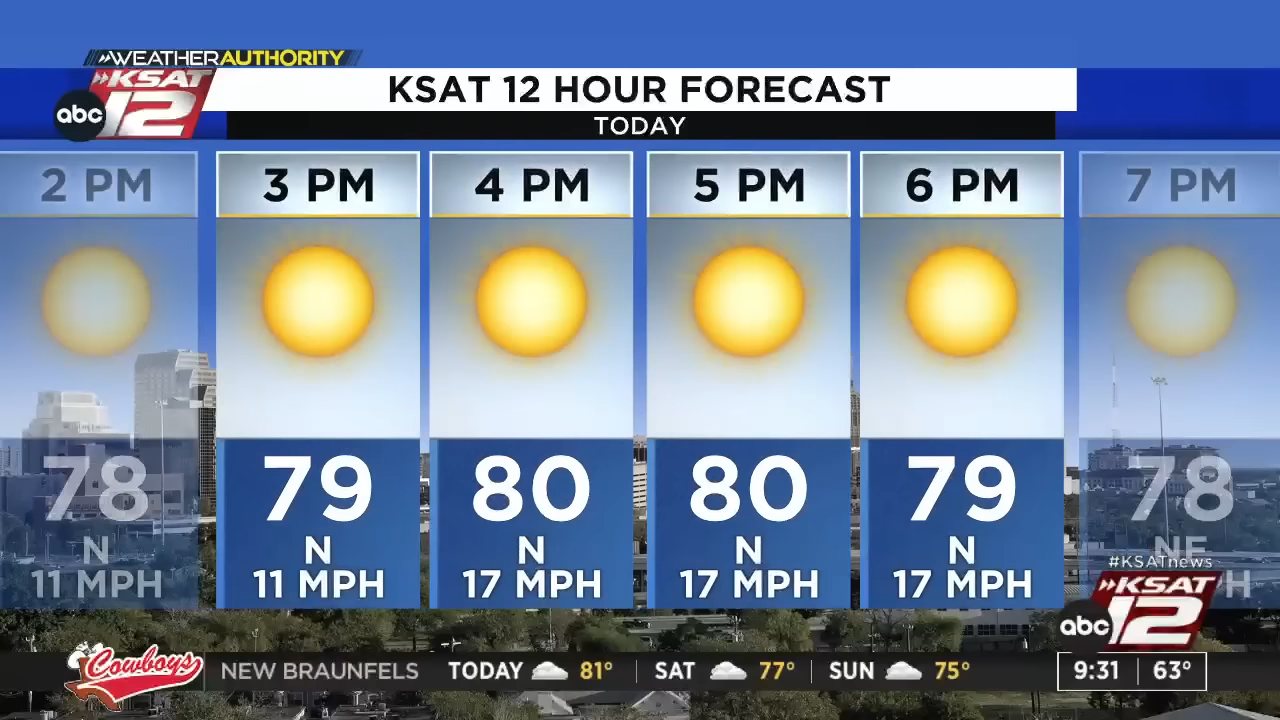 WEATHERAUTHORITY
KSAT
abc 12
KSAT 12 HOUR FORECAST
TODAY
2 PM 3 PM 4 PM 5 PM 6 PM 7 PM
78 79 80 80 79 78
N N N N N NE
11 MPH 11 MPH 17 MPH 17 MPH 17 MPH H
#KSATnews
KSAT
abc 12
Cowboys NEW BRAUNFELS TODAY 81° SAT 77° SUN 75° 9:31 63°